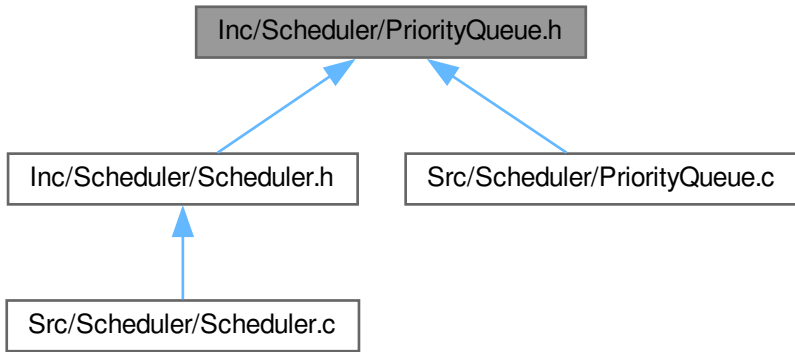 Inc/Scheduler/PriorityQueue.h
Inc/Scheduler/Scheduler.h
Src/Scheduler/PriorityQueue.c
Src/Scheduler/Scheduler.c